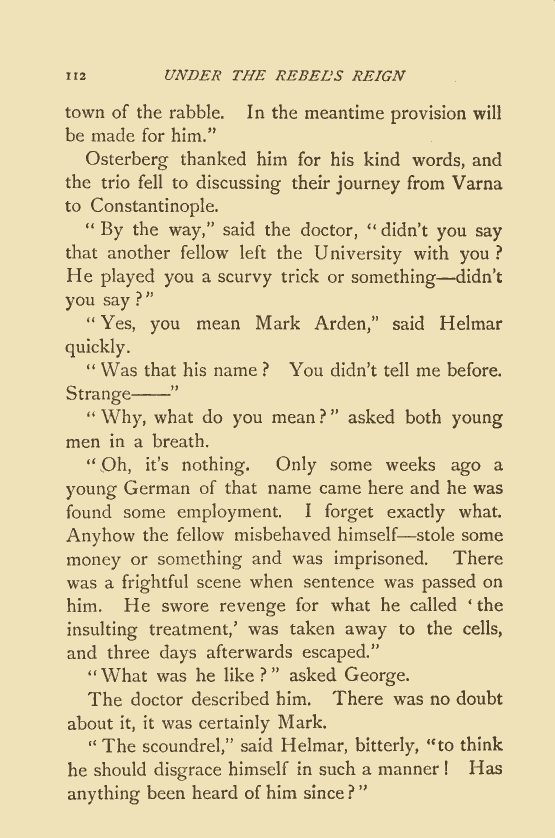 112 UNDER THE REBEL'S REIGN
town of the rabble. In the meantime provision will
be made for him."
Osterberg thanked him for his kind words, and
the trio fell to discussing their journey from Varna
to Constantinople.
"By the way," said the doctor, "didn't you say
that another fellow left the University with you?
He played you a scurvy trick or something—didn't
you say?"
"Yes, you mean Mark Arden," said Helmar
quickly.
"Was that his name? You didn't tell me before.
Strange——"
"Why, what do you mean?" asked both young
men in a breath.
"Oh, it's nothing. Only some weeks ago a
young German of that name came here and he was
found some employment. I forget exactly what.
Anyhow the fellow misbehaved himself—stole some
money or something and was imprisoned. There
was a frightful scene when sentence was passed on
him. He swore revenge for what he called 'the
insulting treatment,' was taken away to the cells,
and three days afterwards escaped."
"What was he like?" asked George.
The doctor described him. There was no doubt
about it, it was certainly Mark.
"The scoundrel," said Helmar, bitterly, "to think
he should disgrace himself in such a manner! Has
anything been heard of him since?"